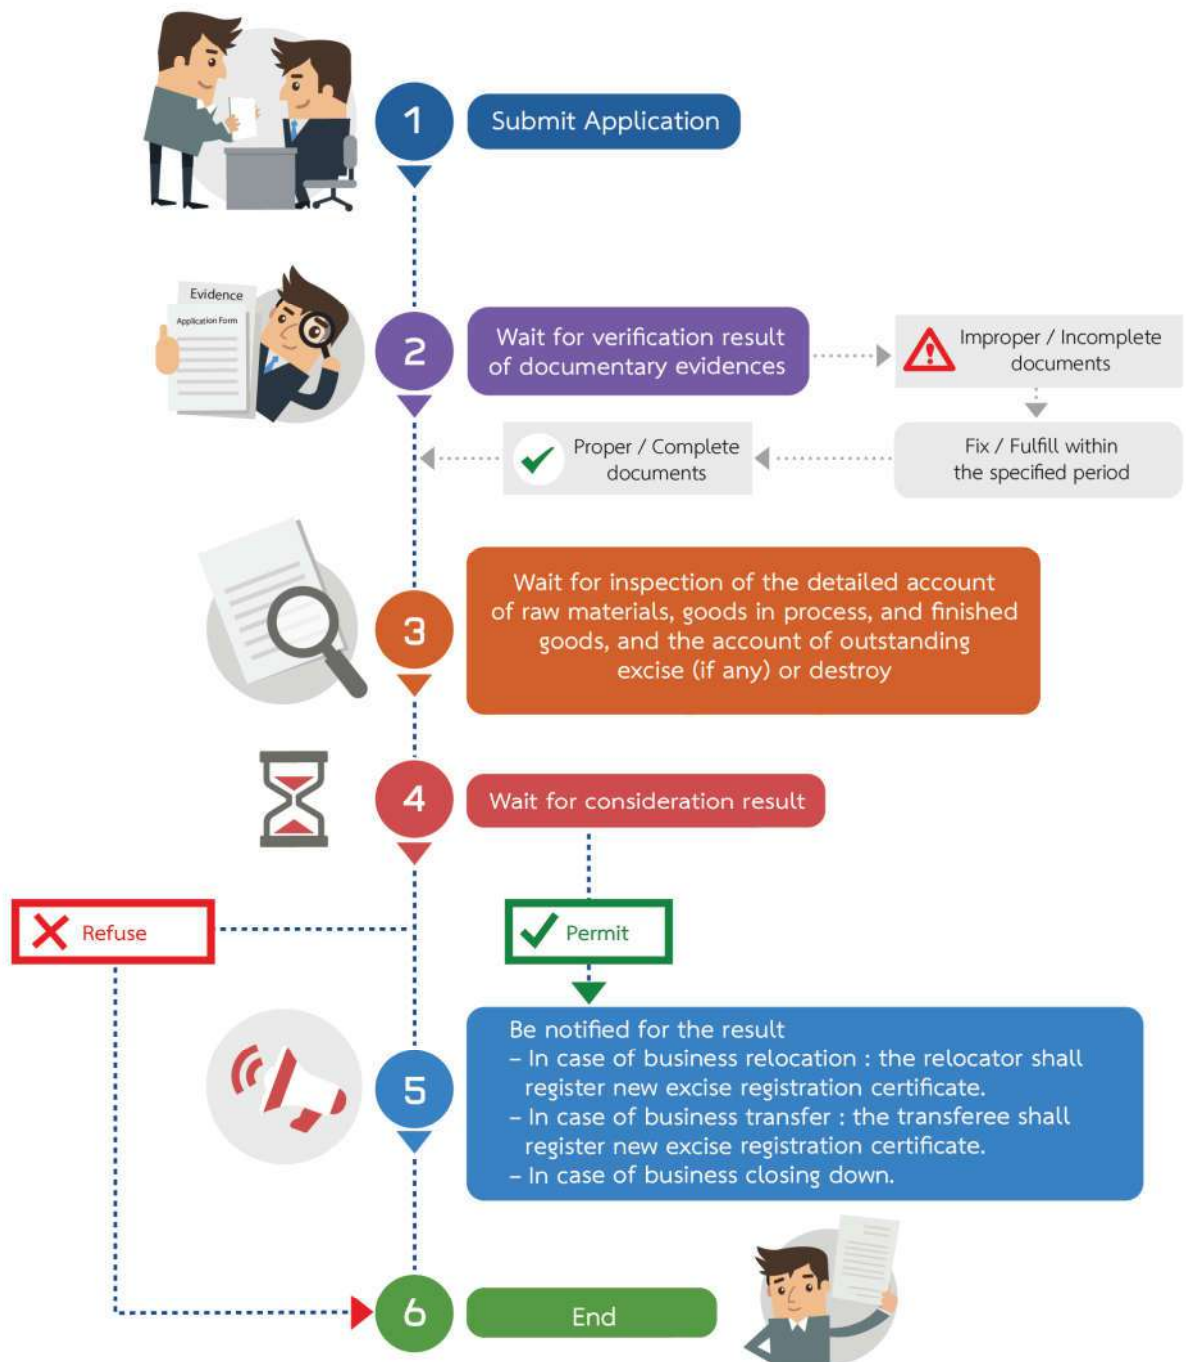 1
Submit Application
Evidence
Application Form
2
Wait for verification result
of documentary evidences
Improper / Incomplete
documents
Fix / Fulfill within
the specified period
Proper / Complete
documents
3
Wait for inspection of the detailed account
of raw materials, goods in process, and finished
goods, and the account of outstanding
excise (if any) or destroy
4
Wait for consideration result
Refuse
Permit
5
Be notified for the result
– In case of business relocation : the relocator shall
register new excise registration certificate.
– In case of business transfer : the transferee shall
register new excise registration certificate.
– In case of business closing down.
6
End